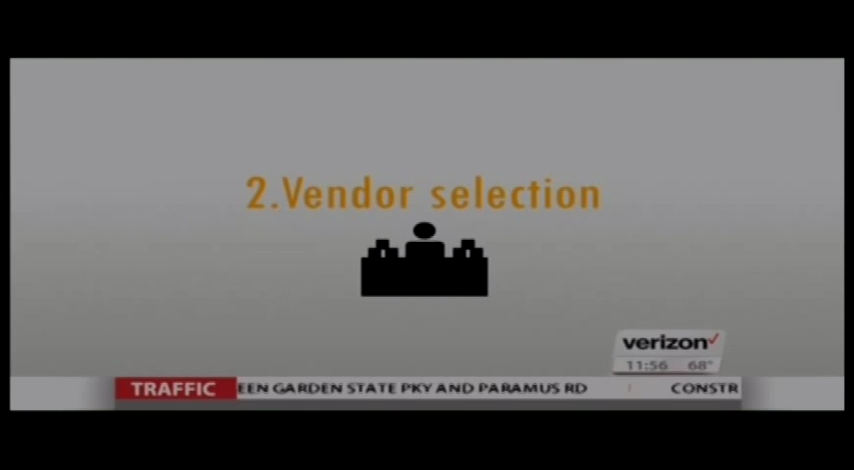 2.Vendor selection
verizon✓
11:56 68°
TRAFFIC EEN GARDEN STATE PKY AND PARAMUS RD CONSTR